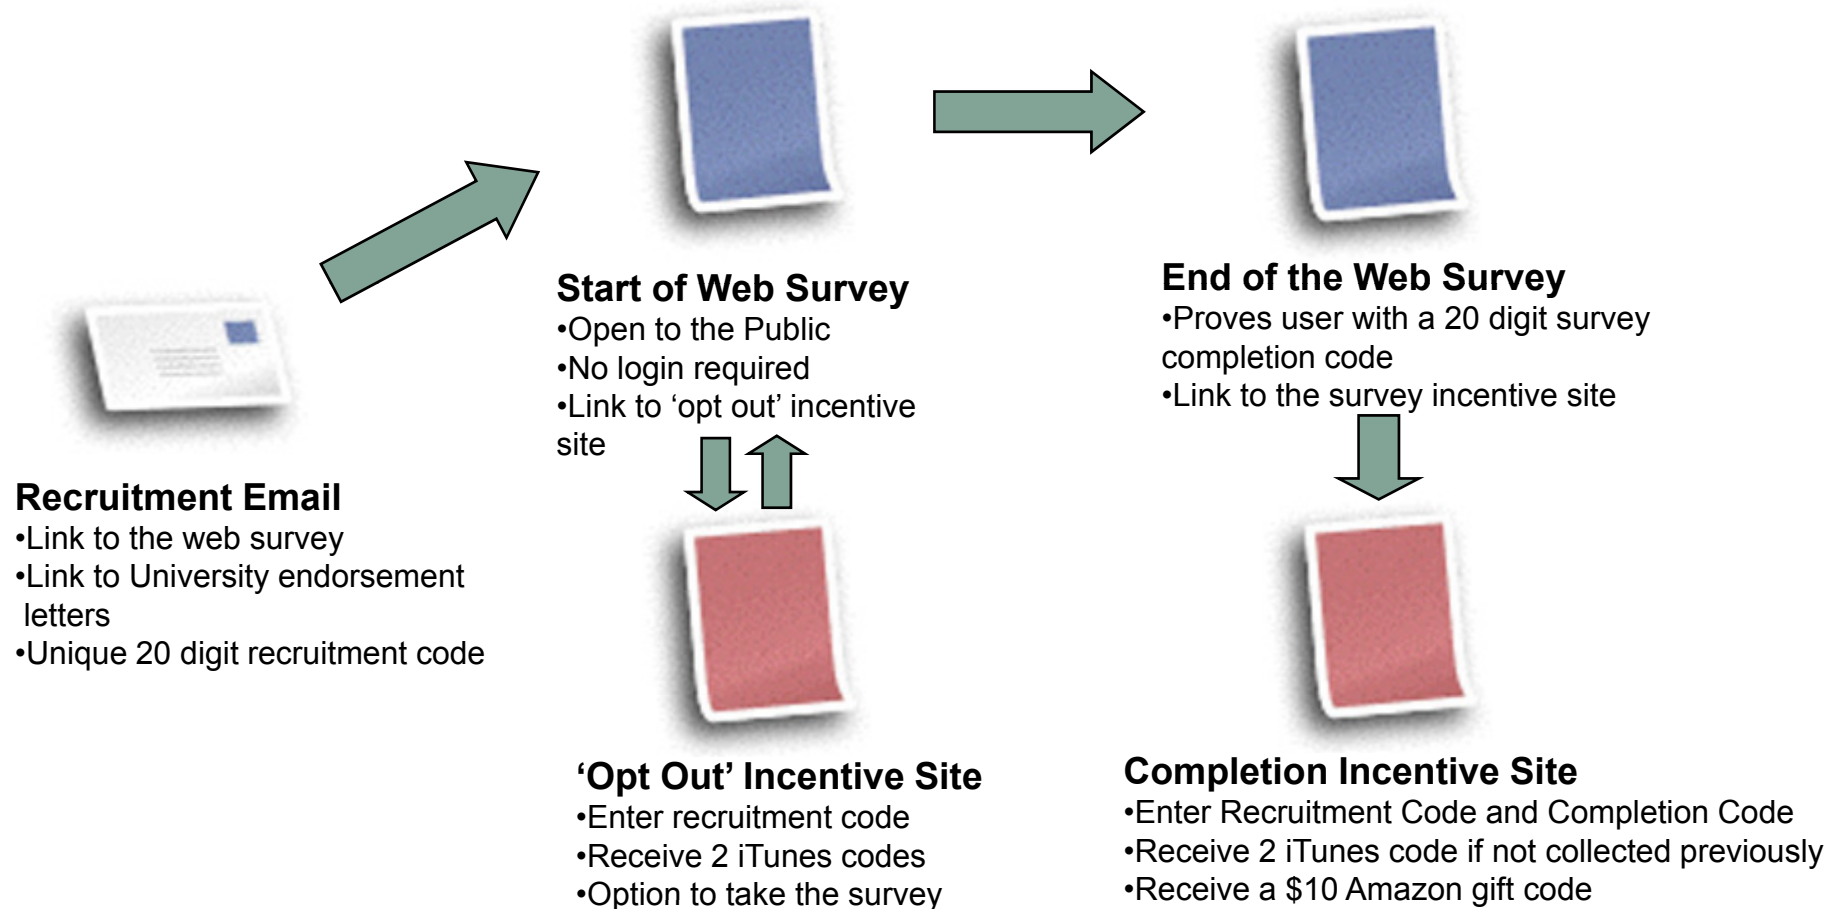 Recruitment Email
•Link to the web survey
•Link to University endorsement
letters
•Unique 20 digit recruitment code
Start of Web Survey
•Open to the Public
•No login required
•Link to ‘opt out’ incentive
site
‘Opt Out’ Incentive Site
•Enter recruitment code
•Receive 2 iTunes codes
•Option to take the survey
End of the Web Survey
•Proves user with a 20 digit survey
completion code
•Link to the survey incentive site
Completion Incentive Site
•Enter Recruitment Code and Completion Code
•Receive 2 iTunes code if not collected previously
•Receive a $10 Amazon gift code